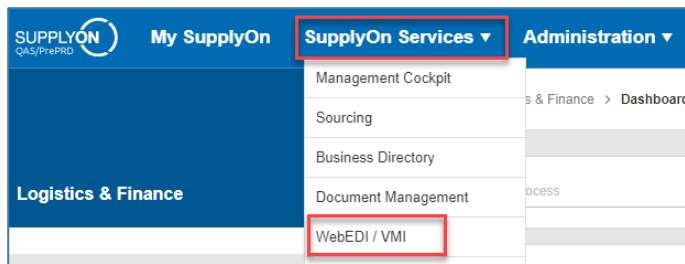 SUPPLYON
QAS/PrePRD
My SupplyOn
SupplyOn Services ▼
Administration ▼
Management Cockpit
s & Finance > Dashboard
Sourcing
Business Directory
ocess
Logistics & Finance
Document Management
WebEDI / VMI